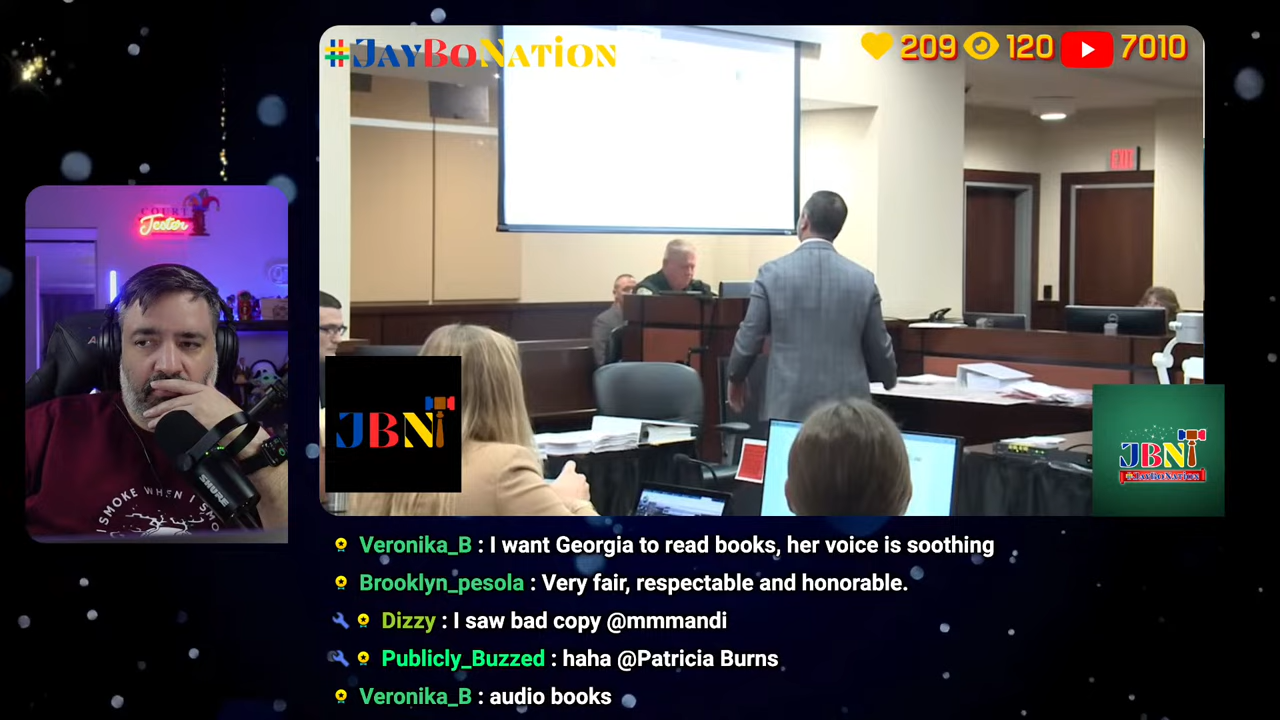 #JAYBONATION
209 120 7010
COURT
Jester
EXIT
JBN
JBN
#JAYBONATION
SHURE
I SMOKE WHEN I SMO
Veronika_B : I want Georgia to read books, her voice is soothing
Brooklyn_pesola : Very fair, respectable and honorable.
Dizzy : I saw bad copy @mmmandi
Publicly_Buzzed : haha @Patricia Burns
Veronika_B : audio books